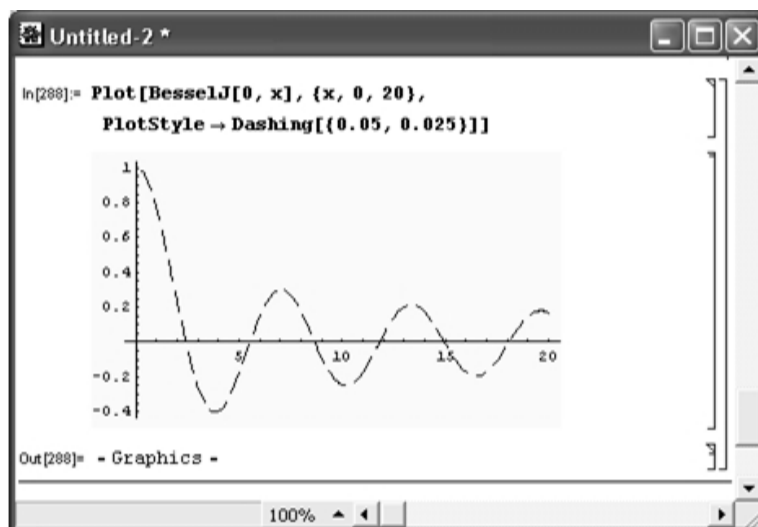 Untitled-2 *
In[288]:= Plot[BesselJ[0, x], {x, 0, 20},
PlotStyle → Dashing[{0.05, 0.025}]]
1
0.8
0.6
0.4
0.2
5 10 15 20
-0.2
-0.4
Out[288]= - Graphics -
100%